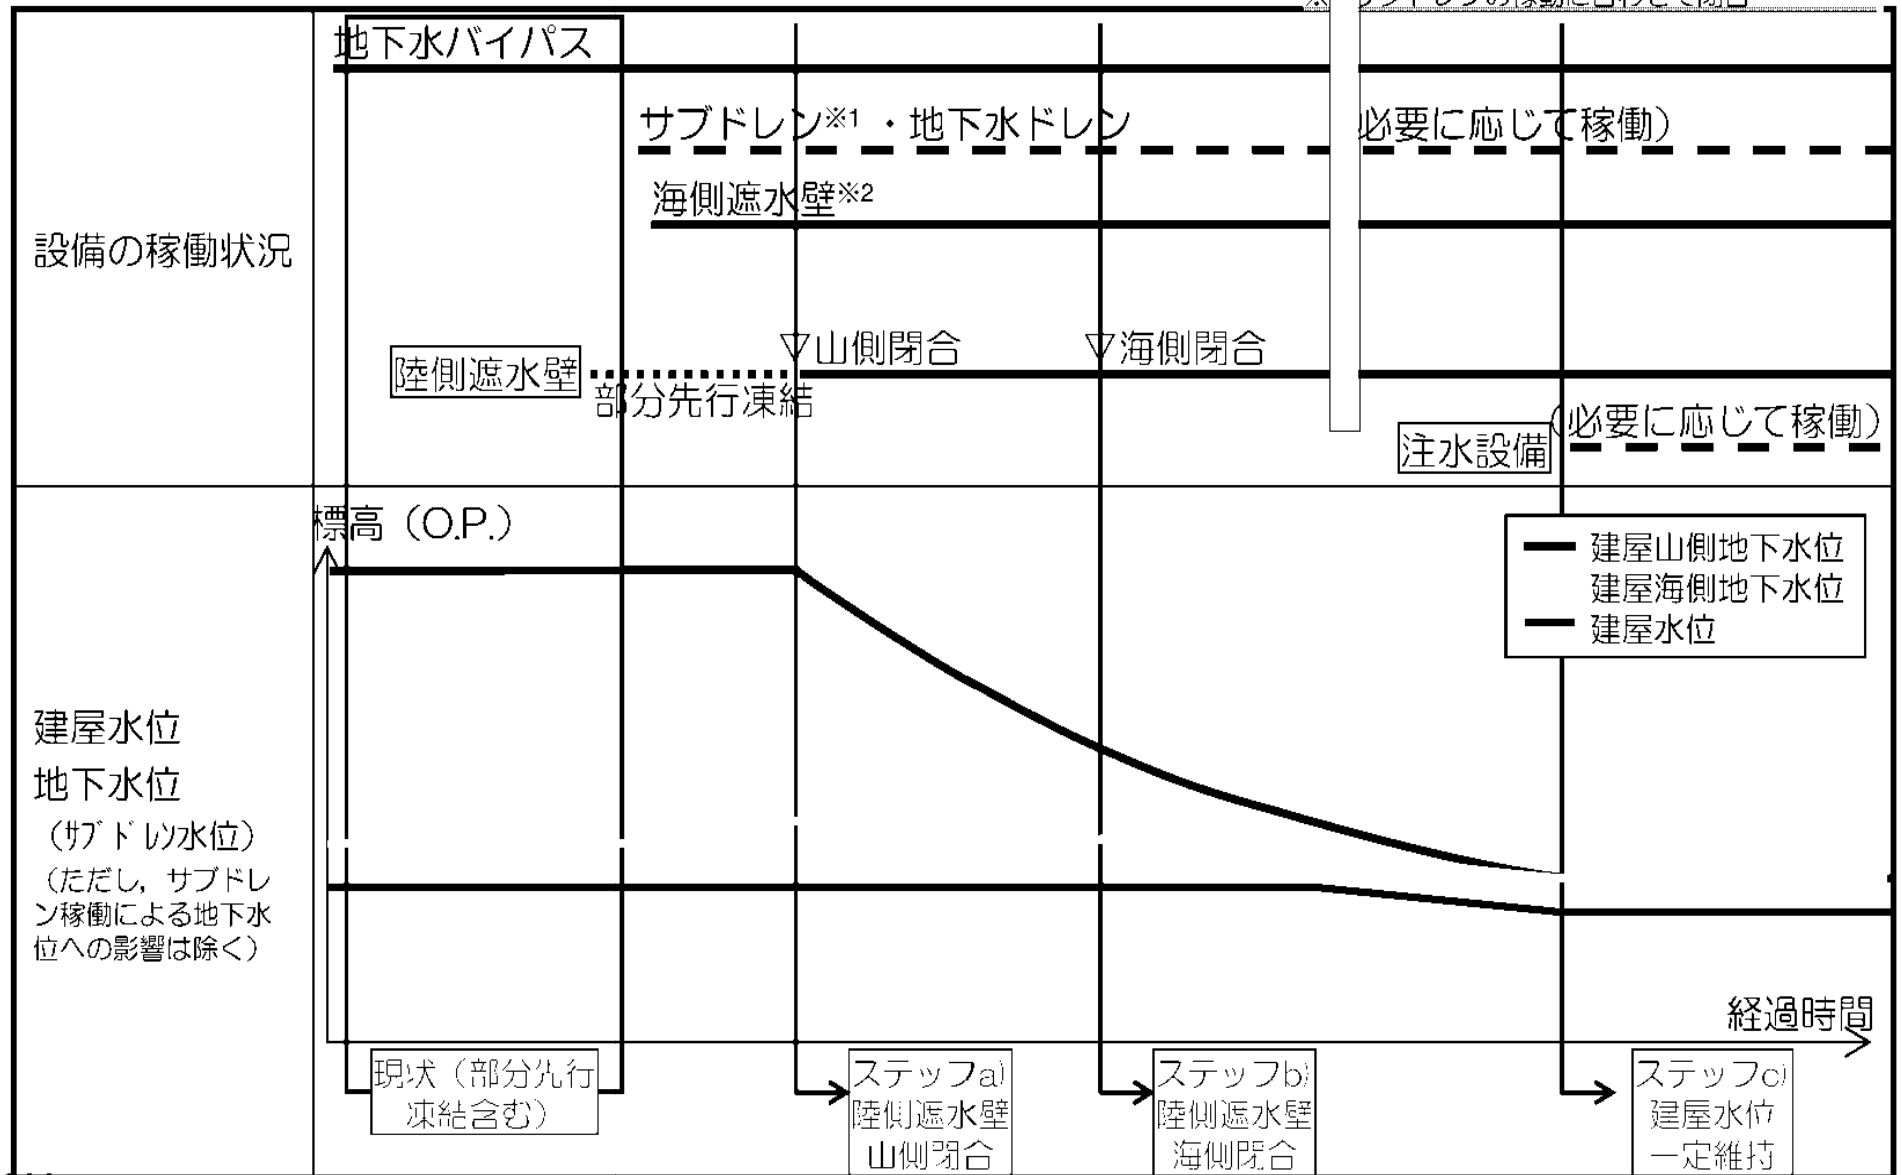 地下水バイパス
サブドレン※1・地下水ドレン 必要に応じて稼働）
海側遮水壁※2
設備の稼働状況
▽山側閉合 ▽海側閉合
陸側遮水壁
部分先行凍結
（必要に応じて稼働）
注水設備
標高（O.P.）
建屋山側地下水位
建屋海側地下水位
建屋水位
建屋水位
地下水位
（ｻﾌﾞﾄﾞﾚﾝ水位）
（ただし，サブドレ
ン稼働による地下水
位への影響は除く）
経過時間
現状（部分先行
凍結含む）
ステップa)
陸側遮水壁
山側閉合
ステップb)
陸側遮水壁
海側閉合
ステップc)
建屋水位
一定維持